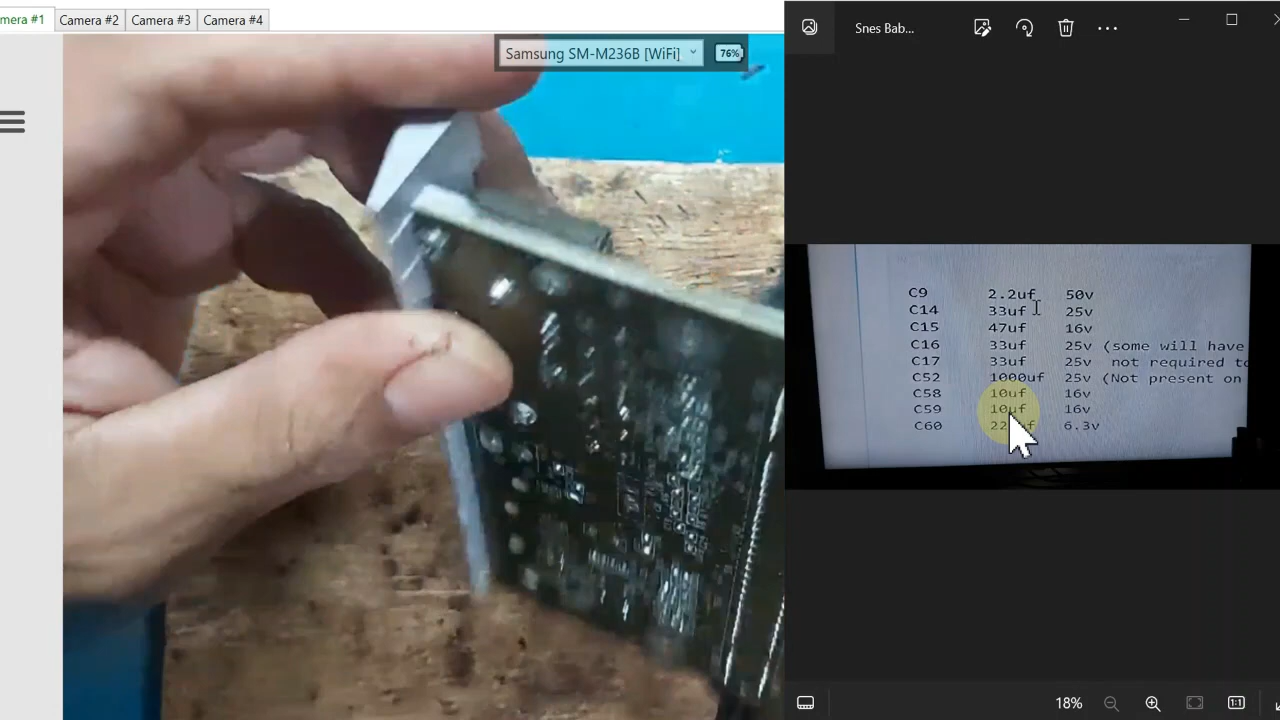 Camera #2 Camera #3 Camera #4
Samsung SM-M236B [WiFi] 76%
Snes Bab...
C9 2.2uf 50v
C14 33uf 25v
C15 47uf 16v
C16 33uf 25v (some will have
C17 33uf 25v not required to
C52 1000uf 25v (Not present on
C58 10uf 16v
C59 10uf 16v
C60 6.3v
18% 1:1